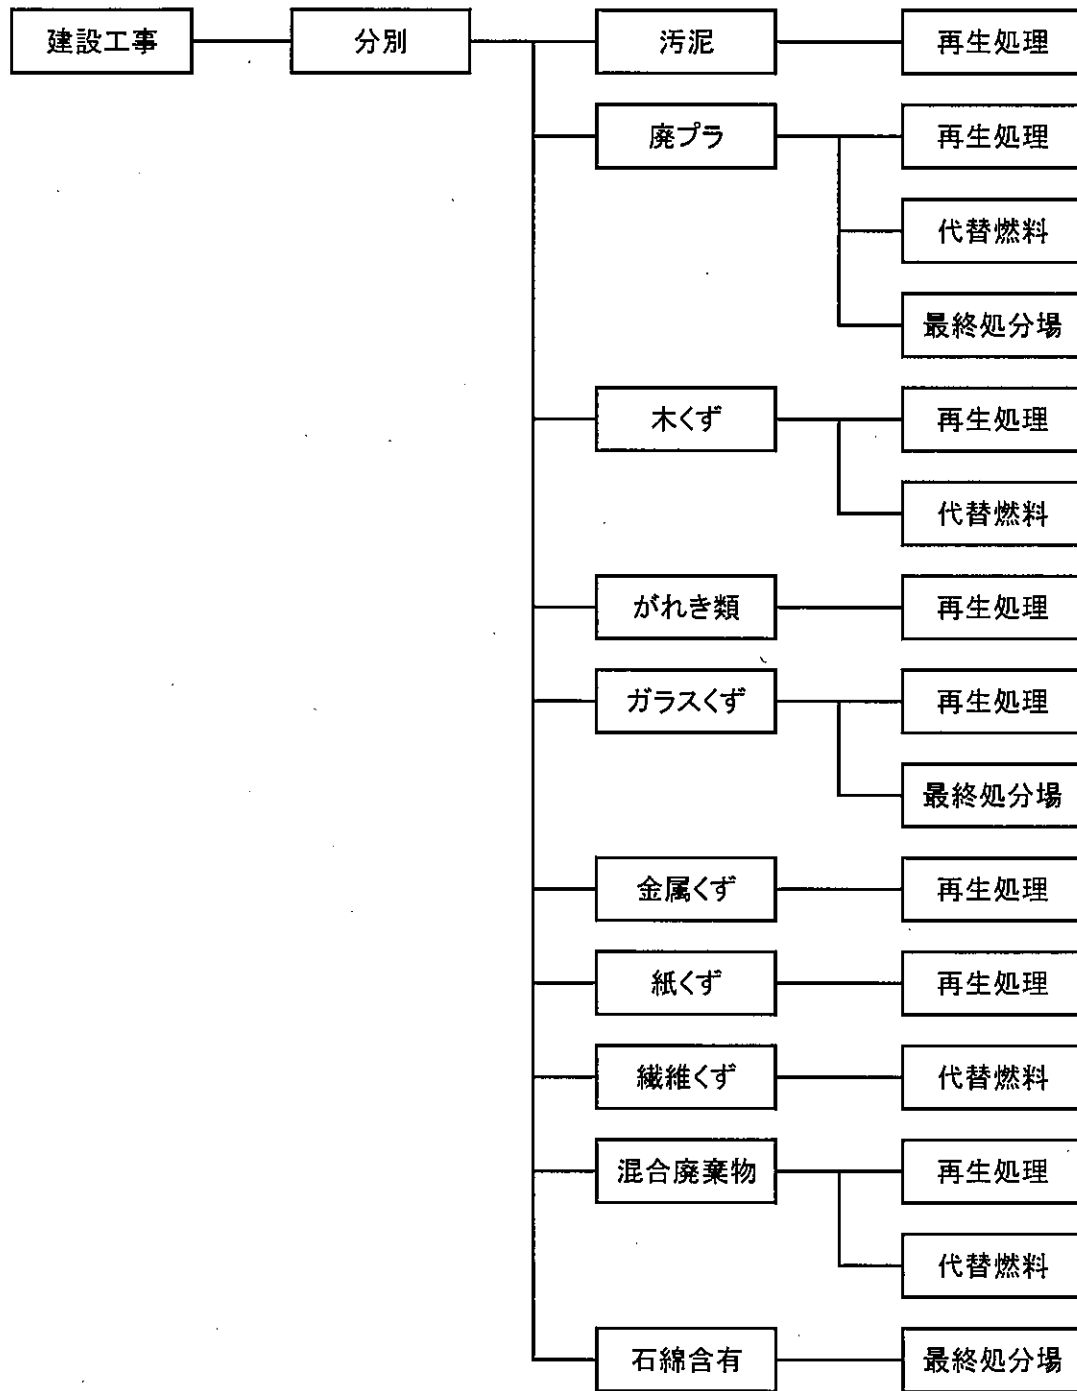 建設工事
分別
汚泥
再生処理
廃プラ
再生処理
代替燃料
最終処分場
木くず
再生処理
代替燃料
がれき類
再生処理
ガラスくず
再生処理
最終処分場
金属くず
再生処理
紙くず
再生処理
繊維くず
代替燃料
混合廃棄物
再生処理
代替燃料
石綿含有
最終処分場